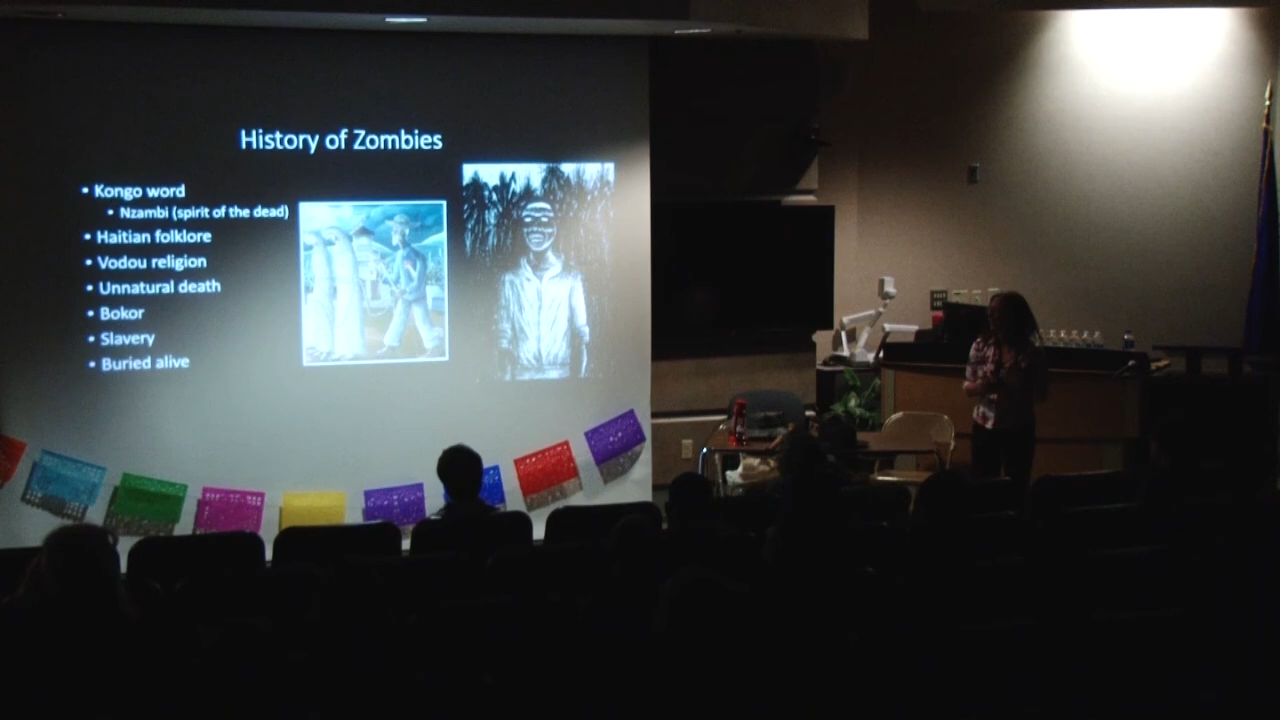 History of Zombies
• Kongo word
• Nzambi (spirit of the dead)
• Haitian folklore
• Vodou religion
• Unnatural death
• Bokor
• Slavery
• Buried alive